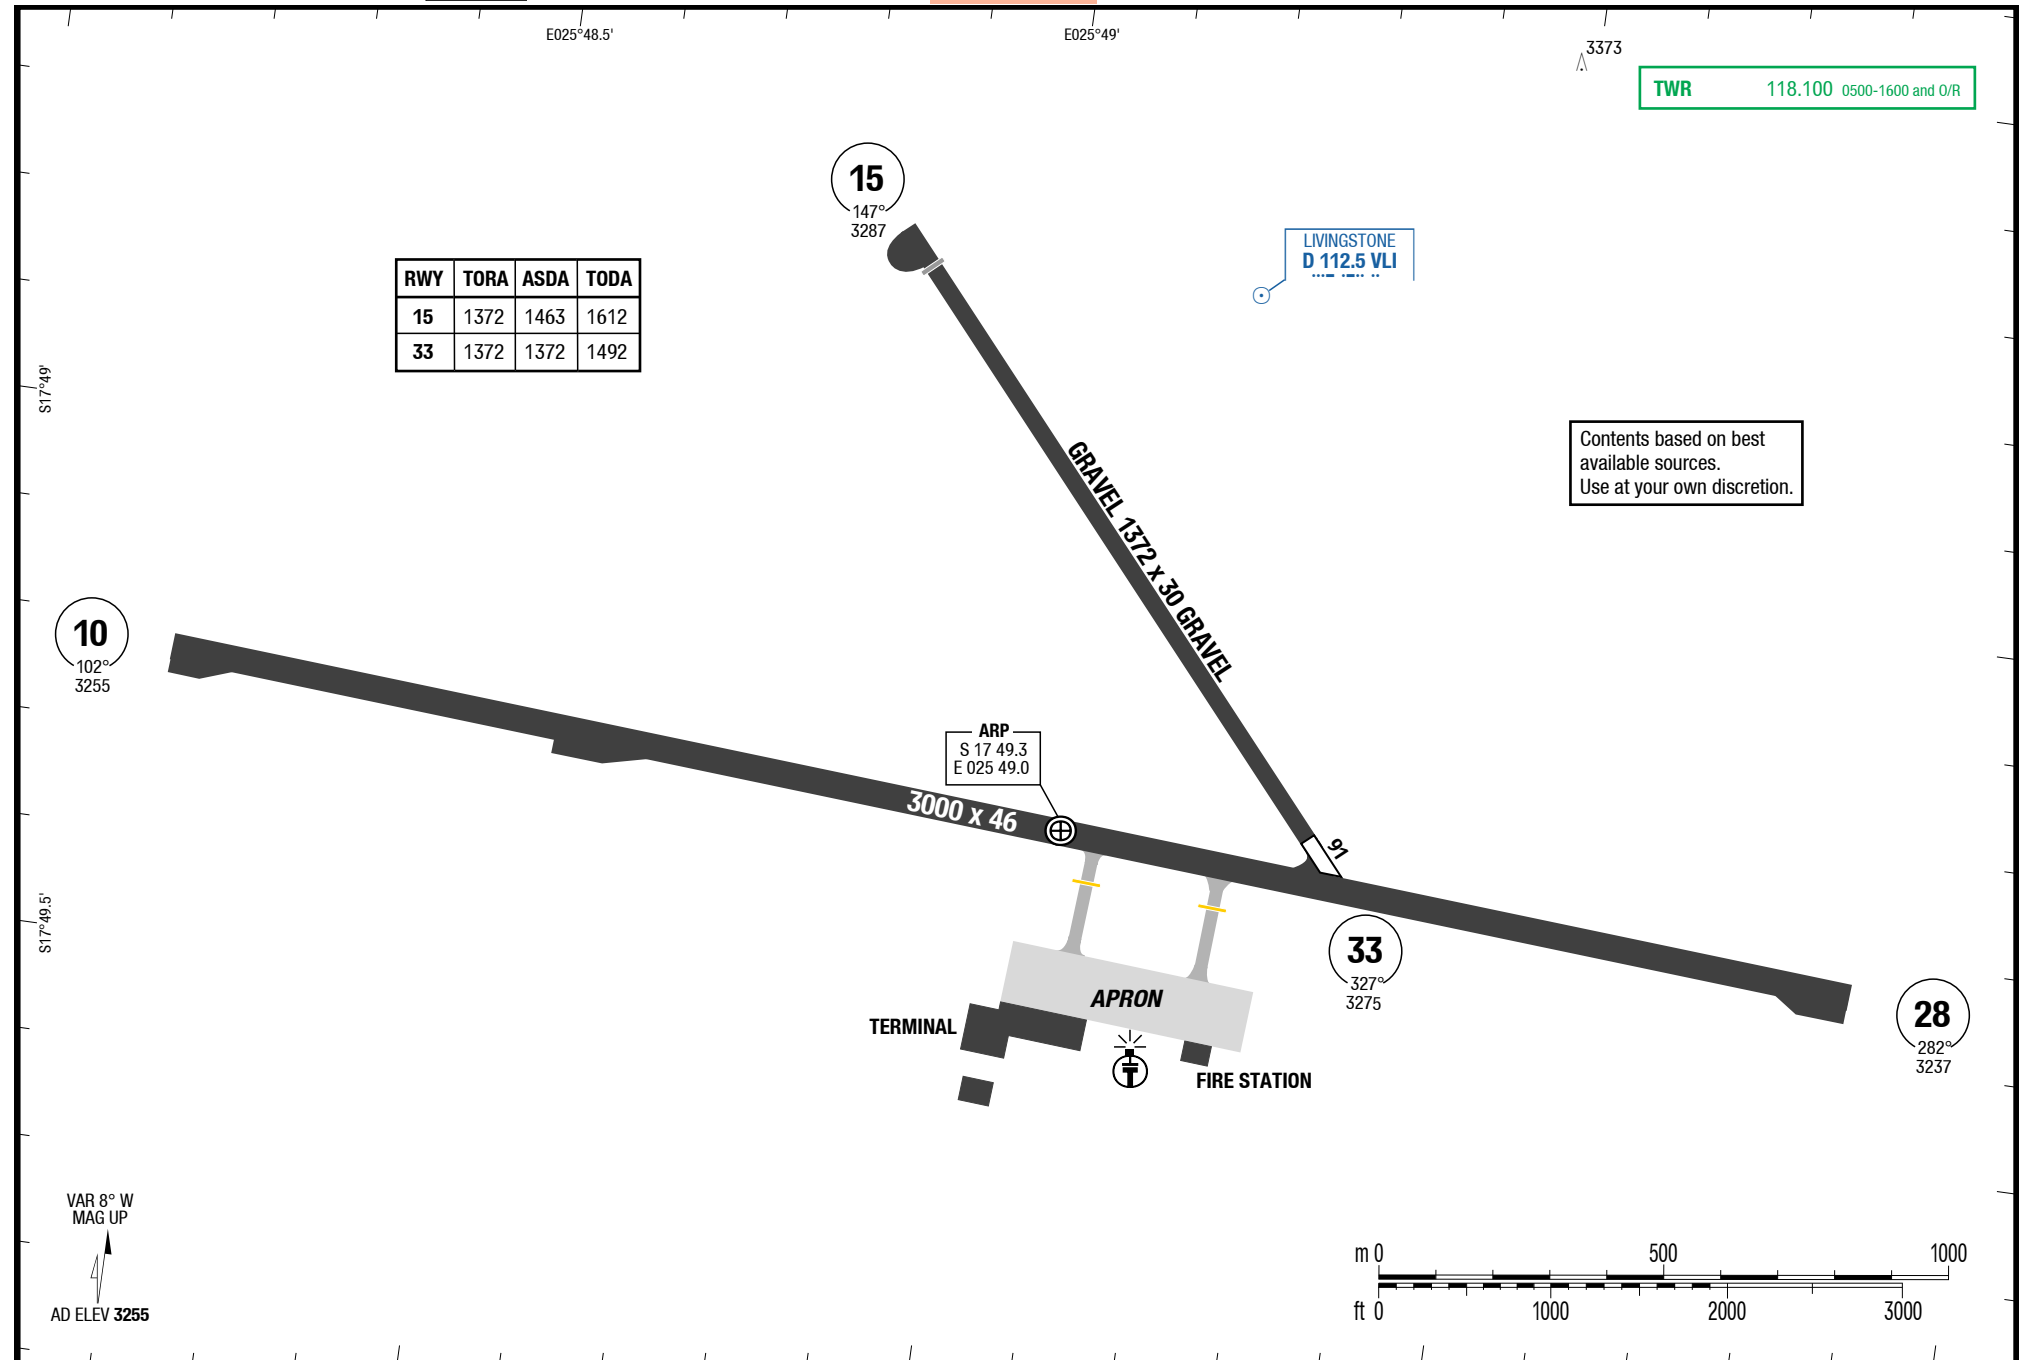 E025°48.5'
E025°49'
3373
TWR 118.100 0500-1600 and O/R
15
147°
3287
LIVINGSTONE
D 112.5 VLI
RWY TORA ASDA TODA
15 1372 1463 1612
33 1372 1372 1492
S17°49'
Contents based on best
available sources.
Use at your own discretion.
GRAVEL 1372 x 30 GRAVEL
10
102°
3255
ARP
S 17 49.3
E 025 49.0
3000 x 46
91
S17°49.5'
33
327°
3275
APRON
28
282°
3237
TERMINAL
FIRE STATION
VAR 8° W
MAG UP
AD ELEV 3255
m 0 500 1000
ft 0 1000 2000 3000